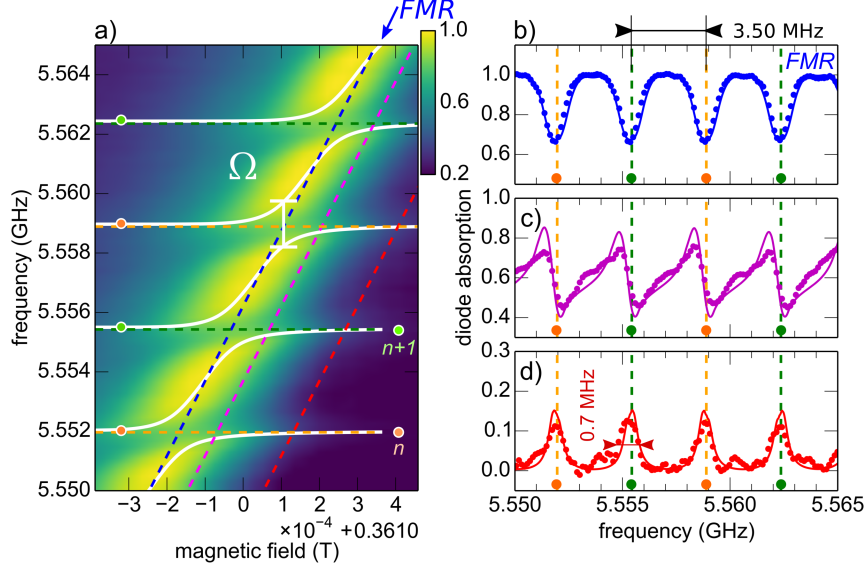 FMR
a)
1.0
0.6
0.2
5.564
5.562
5.560
5.558
5.556
5.554
5.552
5.550
frequency (GHz)
Ω
n+1
n
−3 −2 −1 0 1 2 3 4
×10⁻⁴ +0.3610
magnetic field (T)
b)
3.50 MHz
FMR
1.0
0.8
0.6
c)
1.0
0.8
0.6
0.4
diode absorption
d)
0.7 MHz
0.3
0.2
0.1
0.0
5.550 5.555 5.560 5.565
frequency (GHz)